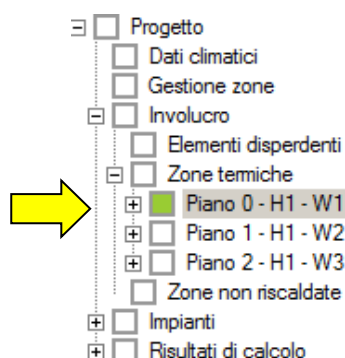 Progetto
Dati climatici
Gestione zone
Involucro
Elementi disperdenti
Zone termiche
Piano 0 - H1 - W1
Piano 1 - H1 - W2
Piano 2 - H1 - W3
Zone non riscaldate
Impianti
Risultati di calcolo